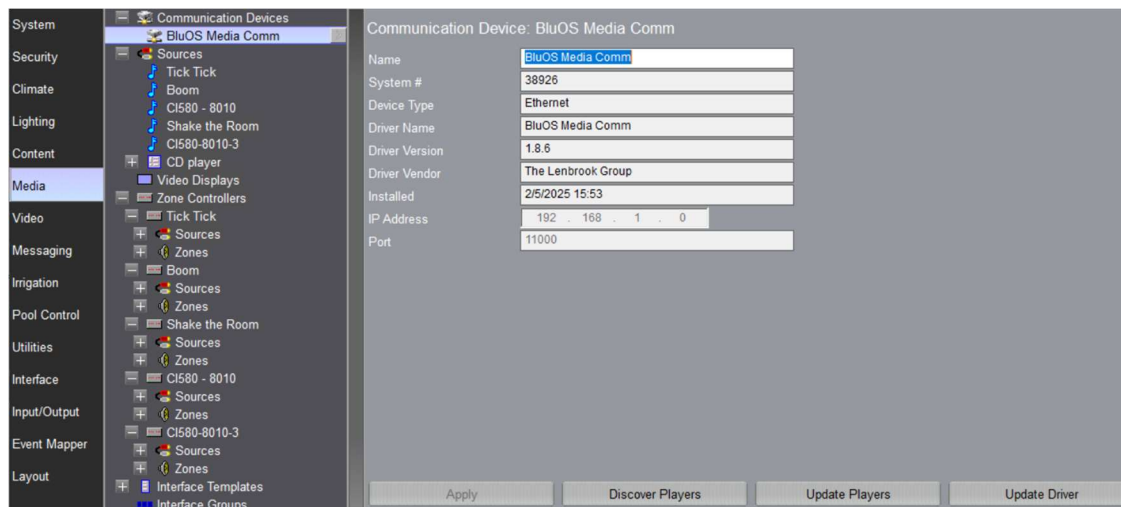 System
Security
Climate
Lighting
Content
Media
Video
Messaging
Irrigation
Pool Control
Utilities
Interface
Input/Output
Event Mapper
Layout
Communication Devices
BluOS Media Comm
Sources
Tick Tick
Boom
CI580 - 8010
Shake the Room
CI580-8010-3
CD player
Video Displays
Zone Controllers
Tick Tick
Sources
Zones
Boom
Sources
Zones
Shake the Room
Sources
Zones
CI580 - 8010
Sources
Zones
CI580-8010-3
Sources
Zones
Interface Templates
Interface Groups
Communication Device: BluOS Media Comm
Name BluOS Media Comm
System # 38926
Device Type Ethernet
Driver Name BluOS Media Comm
Driver Version 1.8.6
Driver Vendor The Lenbrook Group
Installed 2/5/2025 15:53
IP Address 192 . 168 . 1 . 0
Port 11000
Apply Discover Players Update Players Update Driver